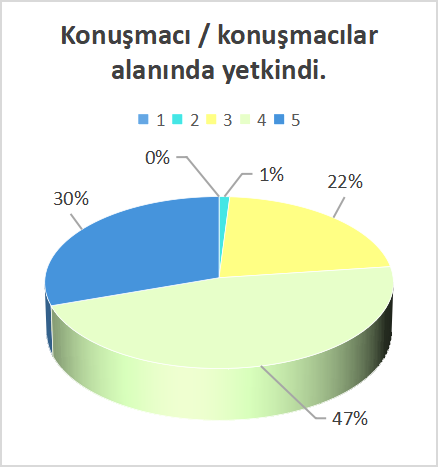 Konuşmacı / konuşmacılar
alanında yetkindi.
1 2 3 4 5
0%
1%
22%
30%
47%